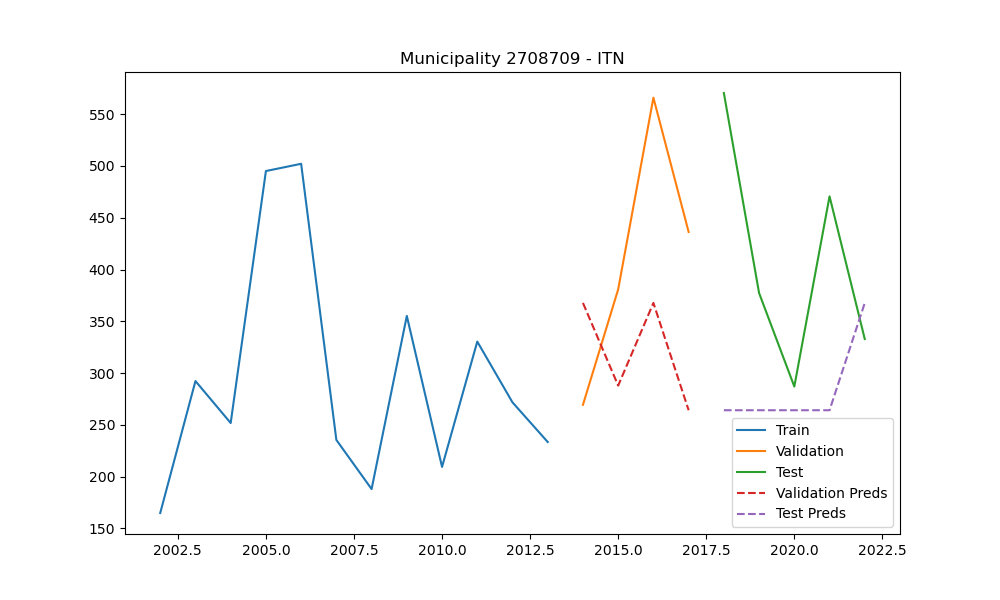 Municipality 2708709 - ITN
550
500
450
400
350
300
250
200
150
2002.5 2005.0 2007.5 2010.0 2012.5 2015.0 2017.5 2020.0 2022.5
Train
Validation
Test
Validation Preds
Test Preds